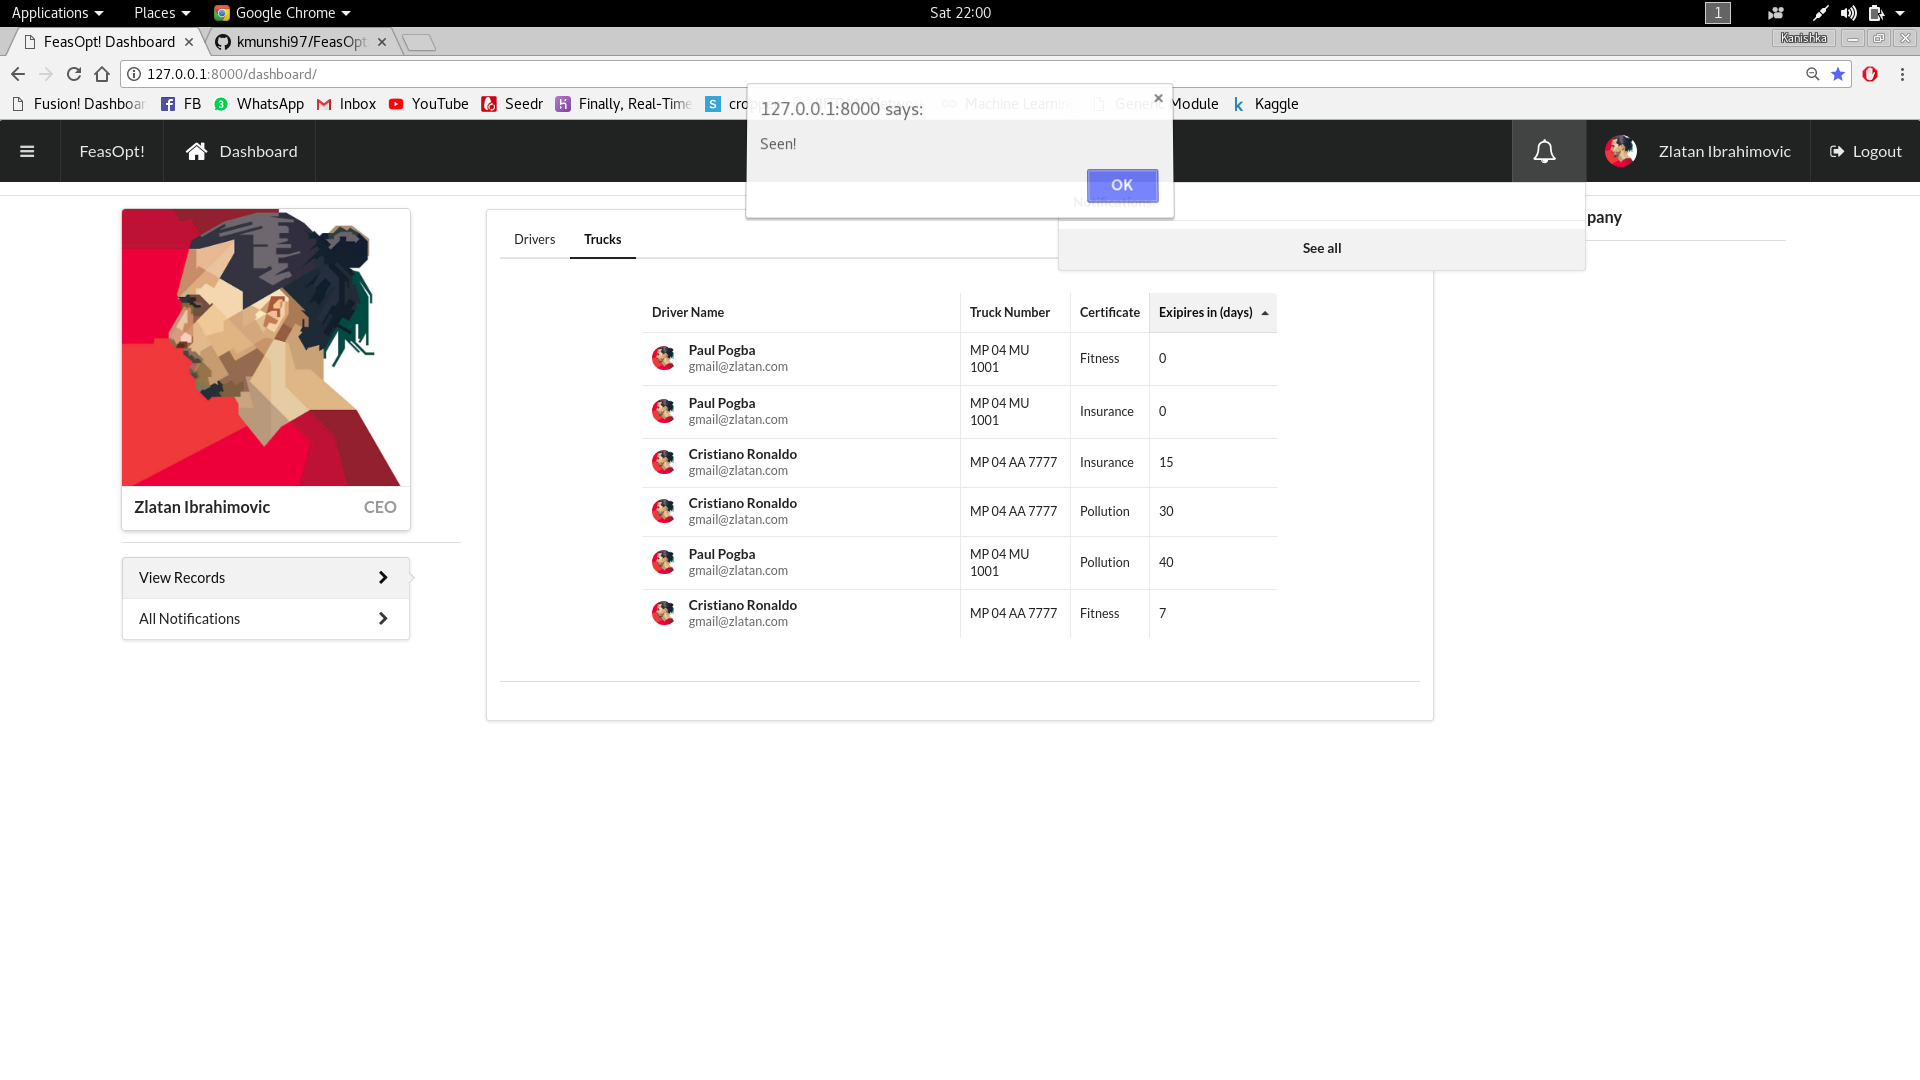 Applications Places Google Chrome Sat 22:00 1
FeasOpt! Dashboard kmunshi97/FeasOpt Kanishka
127.0.0.1:8000/dashboard/
Fusion! Dashboar FB WhatsApp Inbox YouTube Seedr Finally, Real-Time Machine Learnin Generic Module Kaggle
127.0.0.1:8000 says:
Seen!
OK
FeasOpt! Dashboard Zlatan Ibrahimovic Logout
Notifications
See all
pany
Drivers Trucks
Driver Name Truck Number Certificate Exipires in (days)
Paul Pogba
gmail@zlatan.com
MP 04 MU
1001
Fitness 0
Paul Pogba
gmail@zlatan.com
MP 04 MU
1001
Insurance 0
Cristiano Ronaldo
gmail@zlatan.com
MP 04 AA 7777 Insurance 15
Cristiano Ronaldo
gmail@zlatan.com
MP 04 AA 7777 Pollution 30
Paul Pogba
gmail@zlatan.com
MP 04 MU
1001
Pollution 40
Cristiano Ronaldo
gmail@zlatan.com
MP 04 AA 7777 Fitness 7
Zlatan Ibrahimovic CEO
View Records
All Notifications